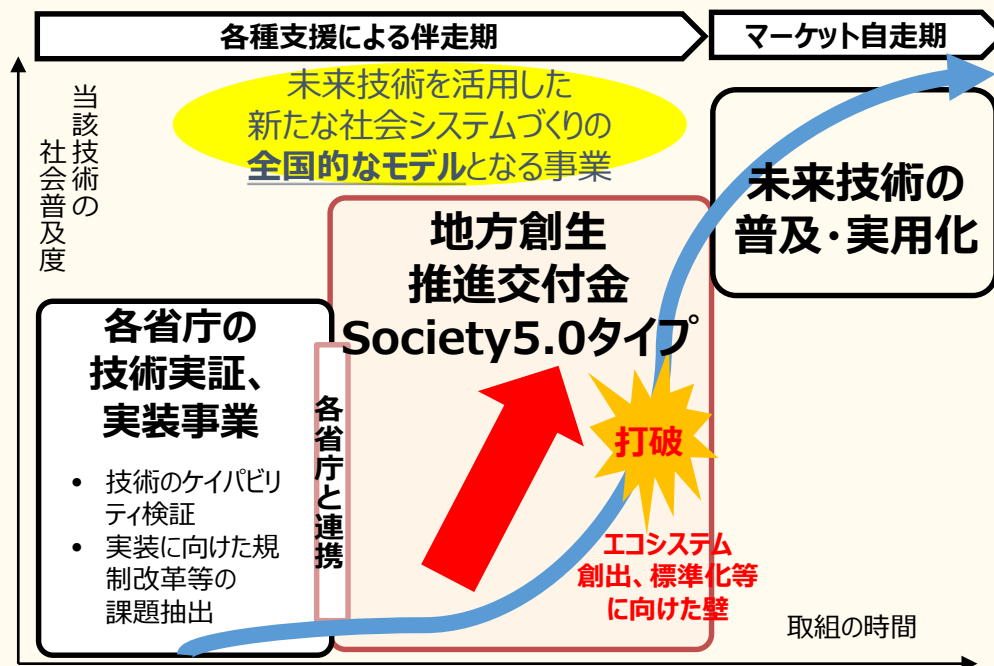 各種支援による伴走期
マーケット自走期
当該技術の
社会普及度
未来技術を活用した
新たな社会システムづくりの
全国的なモデルとなる事業
未来技術の
普及・実用化
地方創生
推進交付金
Society5.0タイプ
各省庁の
技術実証、
実装事業
• 技術のケイパビリ
ティ検証
• 実装に向けた規
制改革等の
課題抽出
各省庁と連携
打破
エコシステム
創出、標準化等
に向けた壁
取組の時間